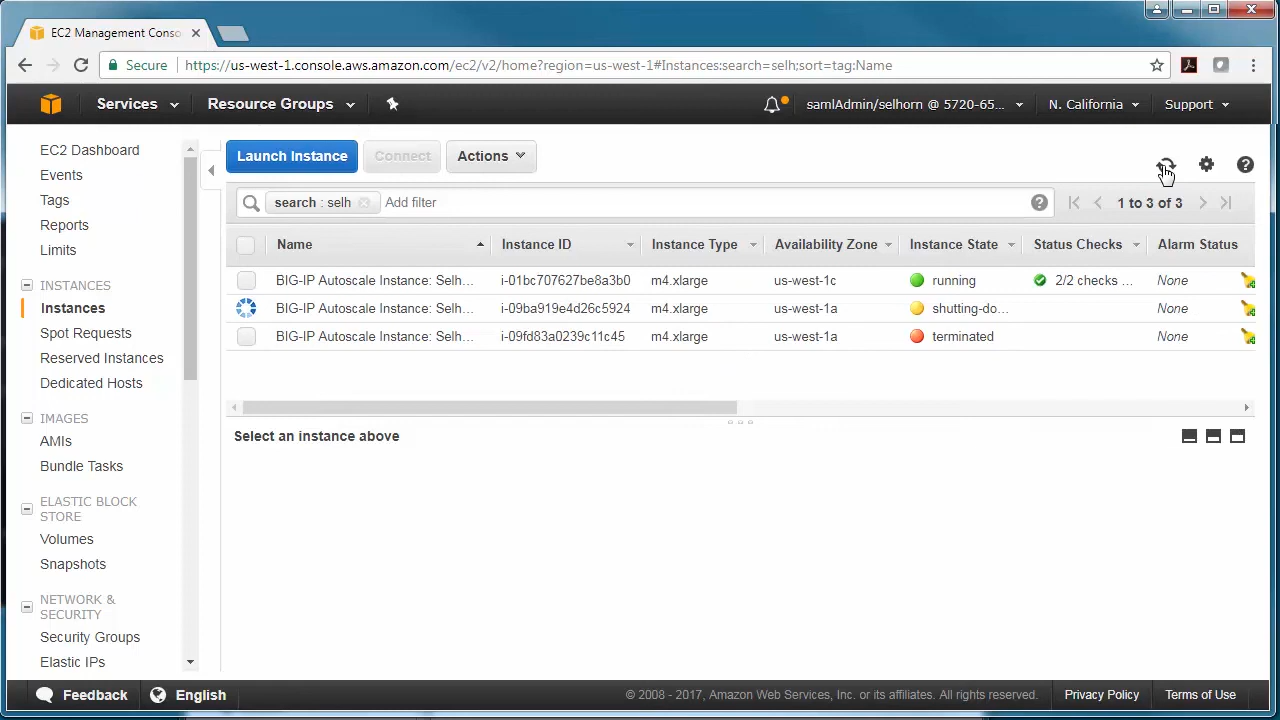 EC2 Management Conso
Secure https://us-west-1.console.aws.amazon.com/ec2/v2/home?region=us-west-1#Instances:search=selh;sort=tag:Name
Services Resource Groups samlAdmin/selhorn @ 5720-65... N. California Support
EC2 Dashboard
Events
Tags
Reports
Limits
INSTANCES
Instances
Spot Requests
Reserved Instances
Dedicated Hosts
IMAGES
AMIs
Bundle Tasks
ELASTIC BLOCK
STORE
Volumes
Snapshots
NETWORK &
SECURITY
Security Groups
Elastic IPs
Launch Instance Connect Actions
search : selh Add filter 1 to 3 of 3
Name Instance ID Instance Type Availability Zone Instance State Status Checks Alarm Status
BIG-IP Autoscale Instance: Selh... i-01bc707627be8a3b0 m4.xlarge us-west-1c running 2/2 checks ... None
BIG-IP Autoscale Instance: Selh... i-09ba919e4d26c5924 m4.xlarge us-west-1a shutting-do... None
BIG-IP Autoscale Instance: Selh... i-09fd83a0239c11c45 m4.xlarge us-west-1a terminated None
Select an instance above
Feedback English © 2008 - 2017, Amazon Web Services, Inc. or its affiliates. All rights reserved. Privacy Policy Terms of Use